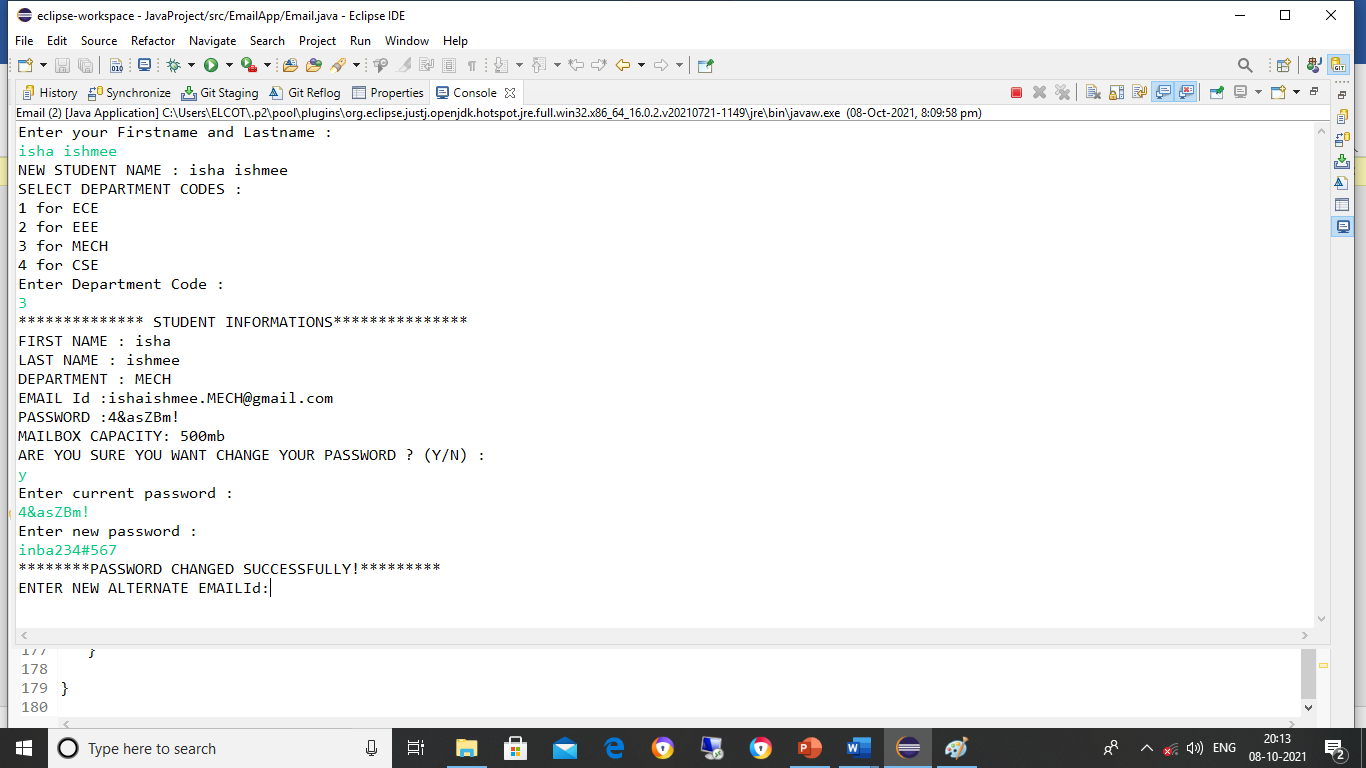 eclipse-workspace - JavaProject/src/EmailApp/Email.java - Eclipse IDE
File Edit Source Refactor Navigate Search Project Run Window Help
010
GIT
History Synchronize Git Staging Git Reflog Properties Console
Email (2) [Java Application] C:\Users\ELCOT\.p2\pool\plugins\org.eclipse.justj.openjdk.hotspot.jre.full.win32.x86_64_16.0.2.v20210721-1149\jre\bin\javaw.exe (08-Oct-2021, 8:09:58 pm)
Enter your Firstname and Lastname :
isha ishmee
NEW STUDENT NAME : isha ishmee
SELECT DEPARTMENT CODES :
1 for ECE
2 for EEE
3 for MECH
4 for CSE
Enter Department Code :
3
************** STUDENT INFORMATIONS***************
FIRST NAME : isha
LAST NAME : ishmee
DEPARTMENT : MECH
EMAIL Id :ishaishmee.MECH@gmail.com
PASSWORD :4&asZBm!
MAILBOX CAPACITY: 500mb
ARE YOU SURE YOU WANT CHANGE YOUR PASSWORD ? (Y/N) :
y
Enter current password :
4&asZBm!
Enter new password :
inba234#567
********PASSWORD CHANGED SUCCESSFULLY!*********
ENTER NEW ALTERNATE EMAILId:
177 }
178
179 }
180
Type here to search
ENG
20:13
08-10-2021
2